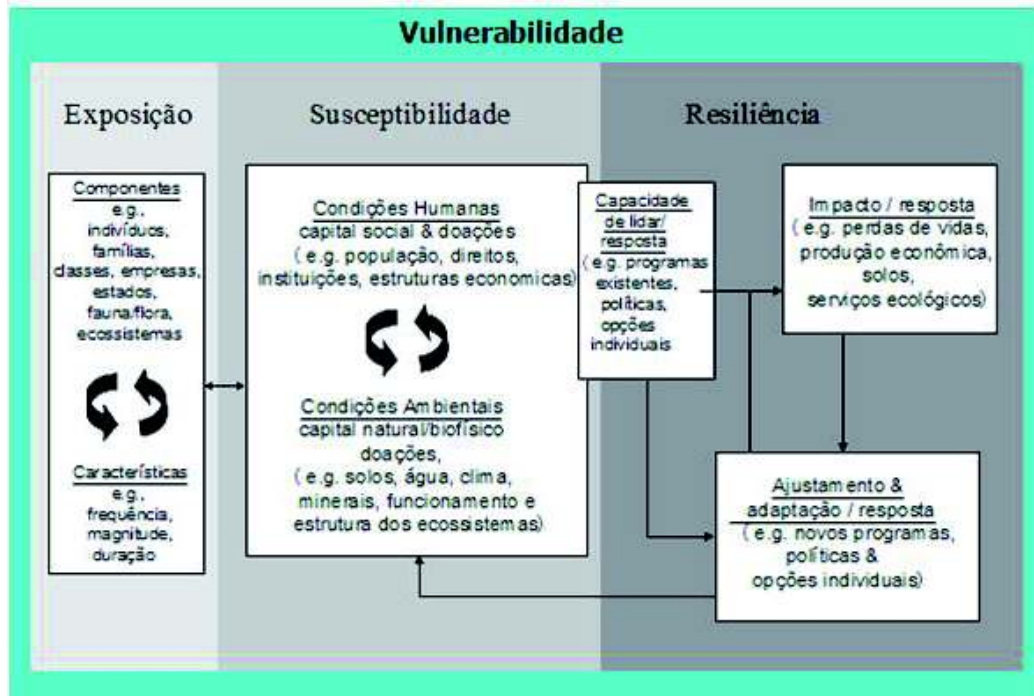 Vulnerabilidade
Exposição
Susceptibilidade
Resiliência
Componentes
e.g.,
indivíduos,
famílias,
classes, empresas,
estados,
fauna/flora,
ecossistemas
Características
e.g.,
frequência,
magnitude,
duração
Condições Humanas
capital social & doações
( e.g. população, direitos,
instituições, estruturas economicas)
Condições Ambientais
capital natural/biofísico
doações,
( e.g. solos, água, clima,
minerais, funcionamento e
estrutura dos ecossistemas)
Capacidade
de lidar/
resposta
( e.g. programas
existentes,
políticas,
opções
individuais
Impacto / resposta
( e.g. perdas de vidas,
produção econômica,
solos,
serviços ecológicos)
Ajustamento &
adaptação / resposta
( e.g. novos programas,
políticas &
opções individuais)